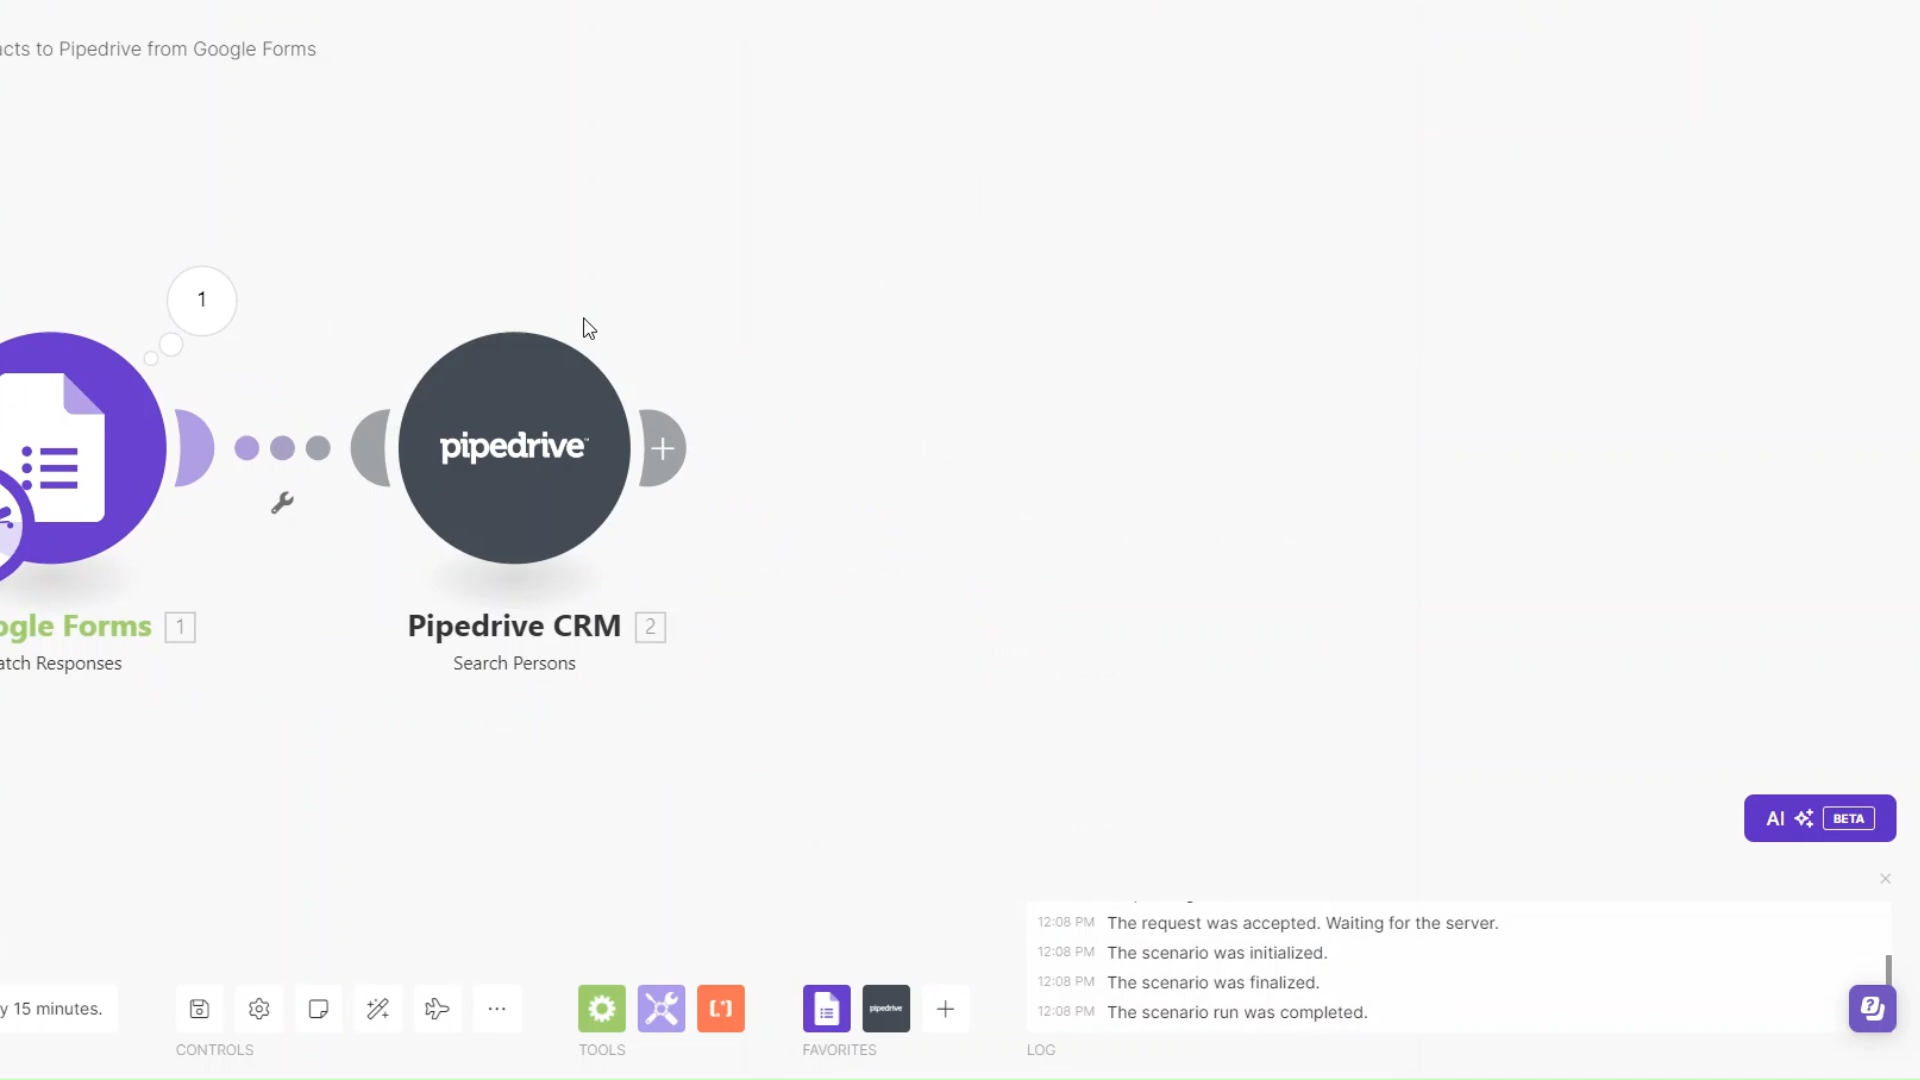 acts to Pipedrive from Google Forms
1
pipedrive
ogle Forms 1
atch Responses
Pipedrive CRM 2
Search Persons
AI BETA
12:08 PM The request was accepted. Waiting for the server.
12:08 PM The scenario was initialized.
12:08 PM The scenario was finalized.
12:08 PM The scenario run was completed.
y 15 minutes.
pipedrive
CONTROLS
TOOLS
FAVORITES
LOG